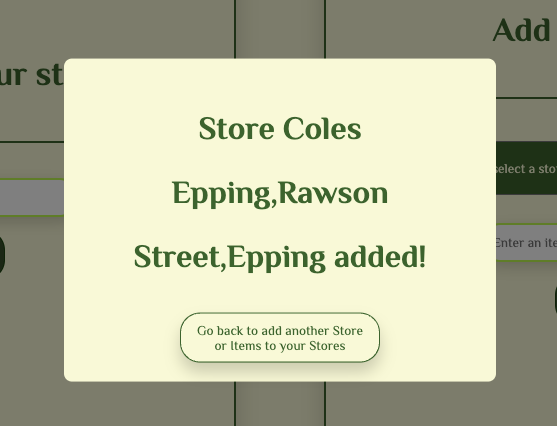 Add
ur st
Store Coles
Epping,Rawson
Street,Epping added!
select a sto
Enter an ite
Go back to add another Store
or Items to your Stores